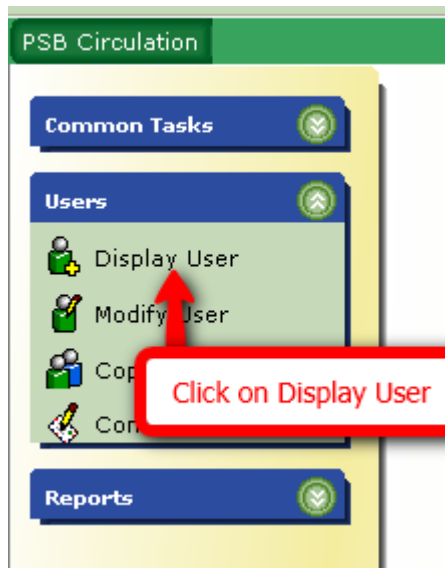 PSB Circulation
Common Tasks
Users
Display User
Modify User
Click on Display User
Reports